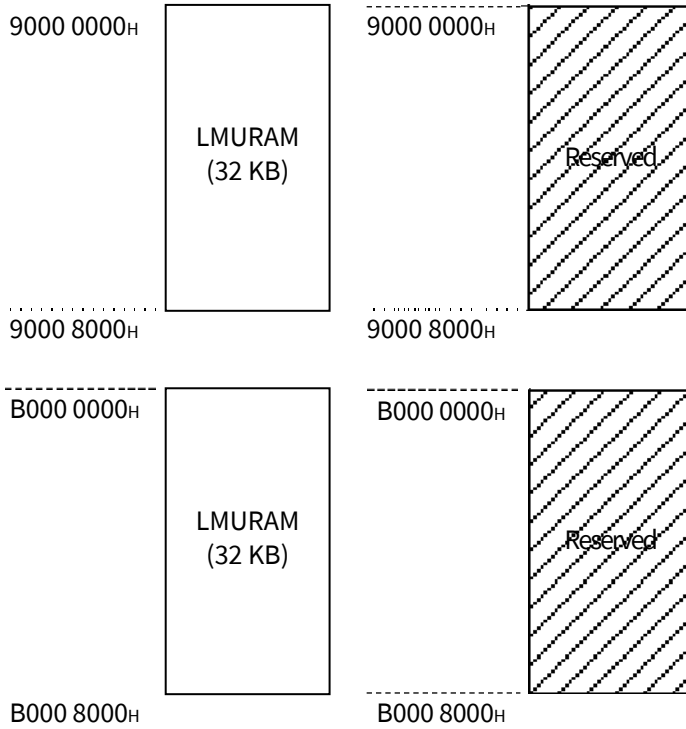 9000 0000H
LMURAM
(32 KB)
9000 8000H
9000 0000H
Reserved
9000 8000H
B000 0000H
LMURAM
(32 KB)
B000 8000H
B000 0000H
Reserved
B000 8000H